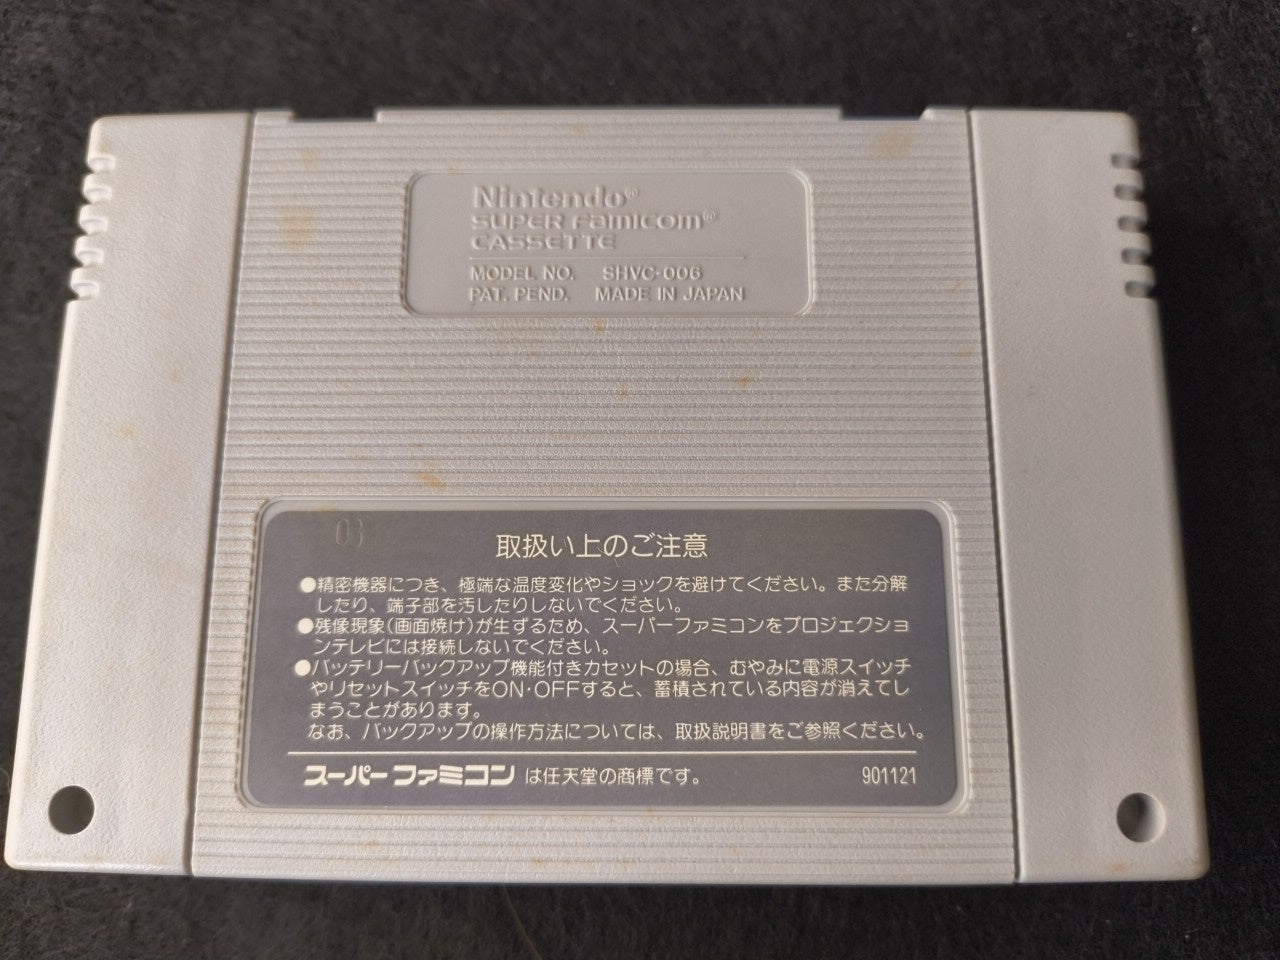 Nintendo®
SUPER Famicom®
CASSETTE
MODEL NO. SHVC-006
PAT. PEND. MADE IN JAPAN
03
取扱い上のご注意
●精密機器につき、極端な温度変化やショックを避けてください。また分解
したり、端子部を汚したりしないでください。
●残像現象(画面焼け)が生ずるため、スーパーファミコンをプロジェクショ
ンテレビには接続しないでください。
●バッテリーバックアップ機能付きカセットの場合、むやみに電源スイッチ
やリセットスイッチをON・OFFすると、蓄積されている内容が消えてし
まうことがあります。
なお、バックアップの操作方法については、取扱説明書をご参照ください。
スーパーファミコン は任天堂の商標です。 901121